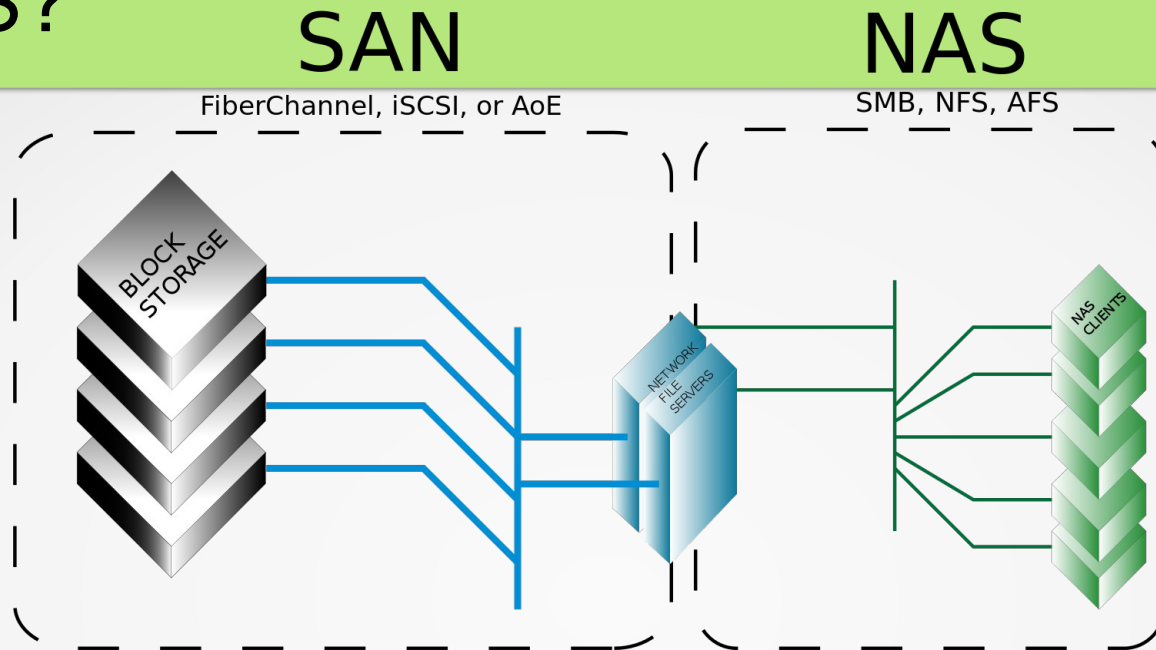 S?
SAN
NAS
FiberChannel, iSCSI, or AoE
SMB, NFS, AFS
BLOCK
STORAGE
NETWORK
FILE
SERVERS
NAS
CLIENTS